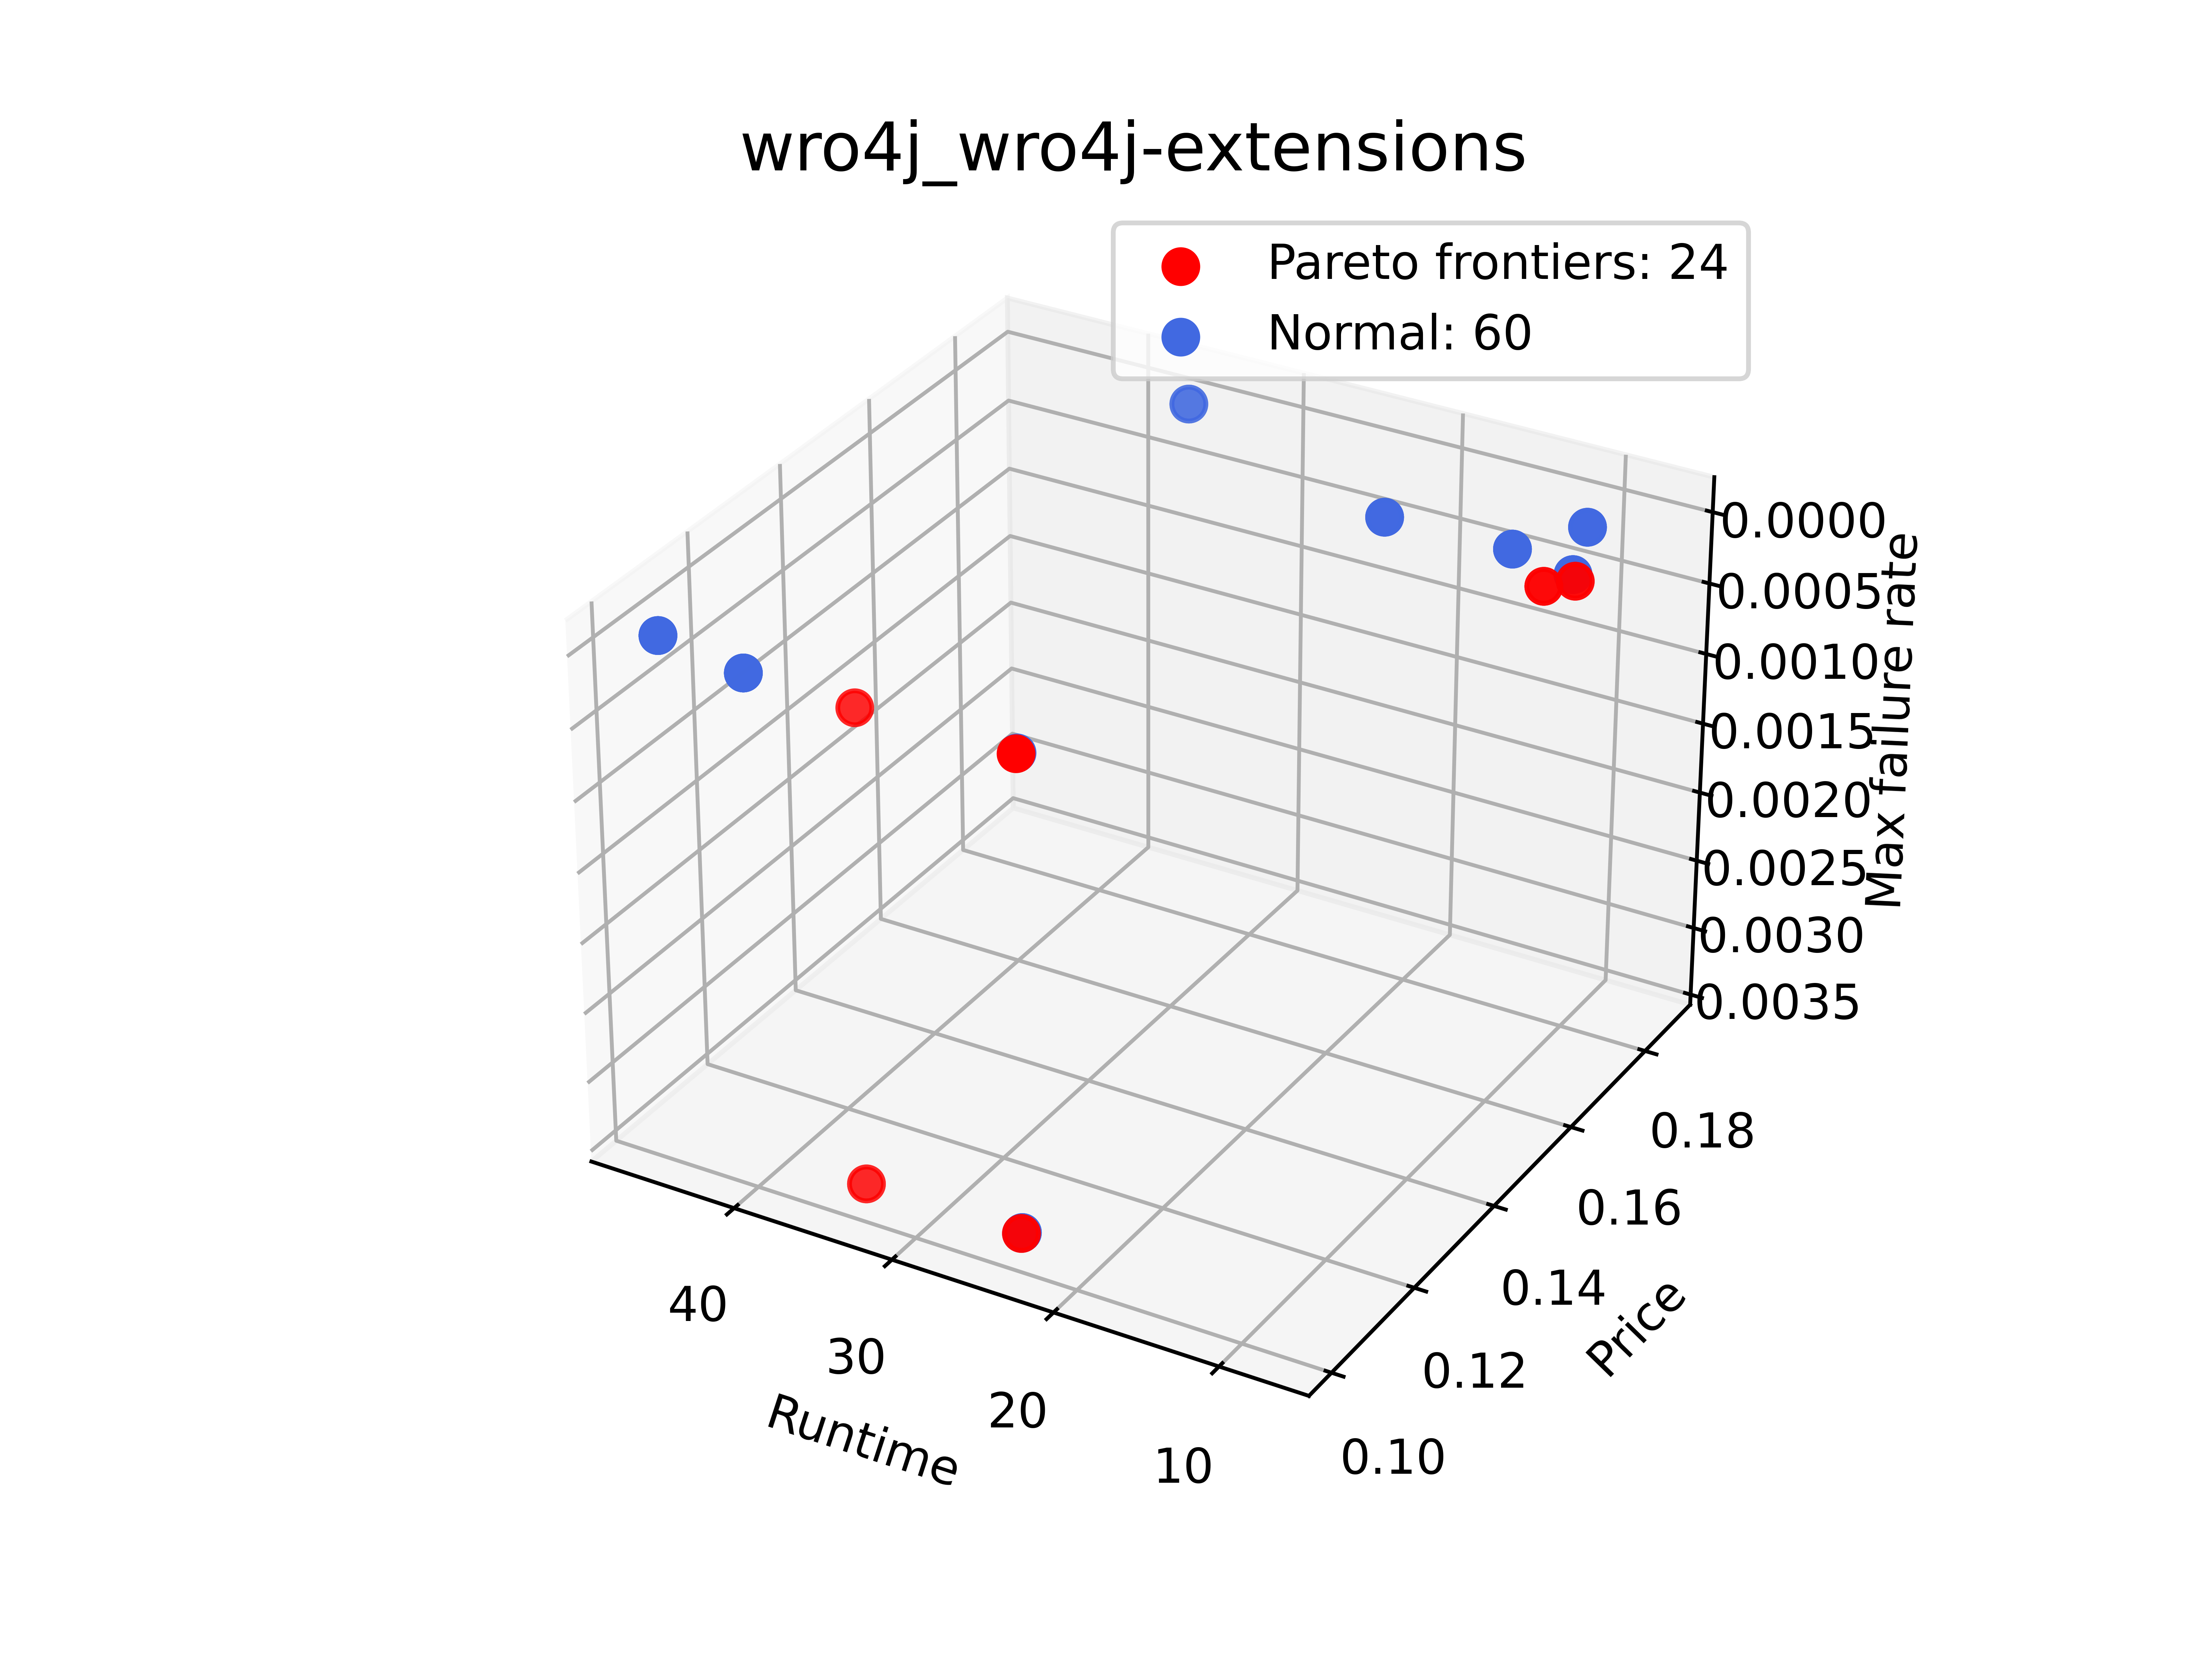 wro4j_wro4j-extensions
Pareto frontiers: 24
Normal: 60
0.0000
0.0005
0.0010
0.0015
0.0020
0.0025
0.0030
0.0035
Max failure rate
0.18
0.16
0.14
0.12
0.10
Price
40
30
20
10
Runtime